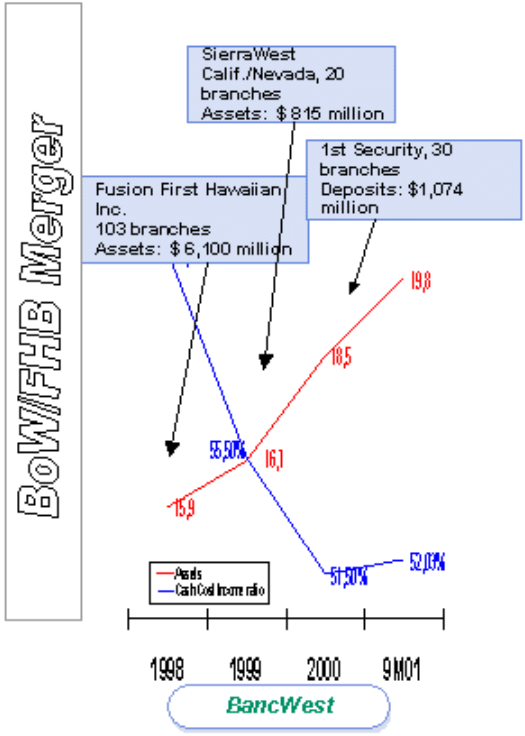 BoW/FHB Merger
SierraWest
Calif./Nevada, 20
branches
Assets: $815 million
1st Security, 30
branches
Deposits: $1,074
million
Fusion First Hawaiian
Inc.
103 branches
Assets: $6,100 million
19,8
18,5
55,50%
16,1
15,9
51,50%
52,03%
Assets
Cash Cost Income ratio
1998 1999 2000 9M01
BancWest